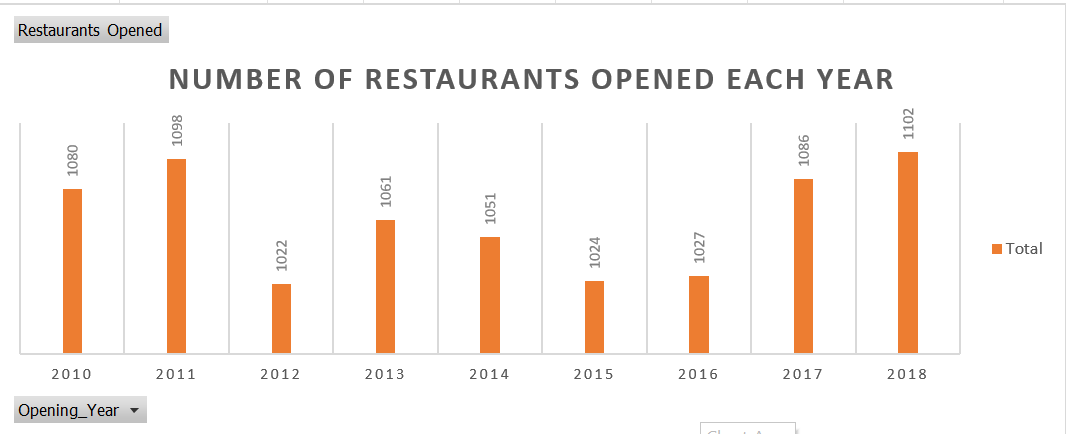 Restaurants Opened
NUMBER OF RESTAURANTS OPENED EACH YEAR
1080
1098
1022
1061
1051
1024
1027
1086
1102
Total
2010 2011 2012 2013 2014 2015 2016 2017 2018
Opening_Year